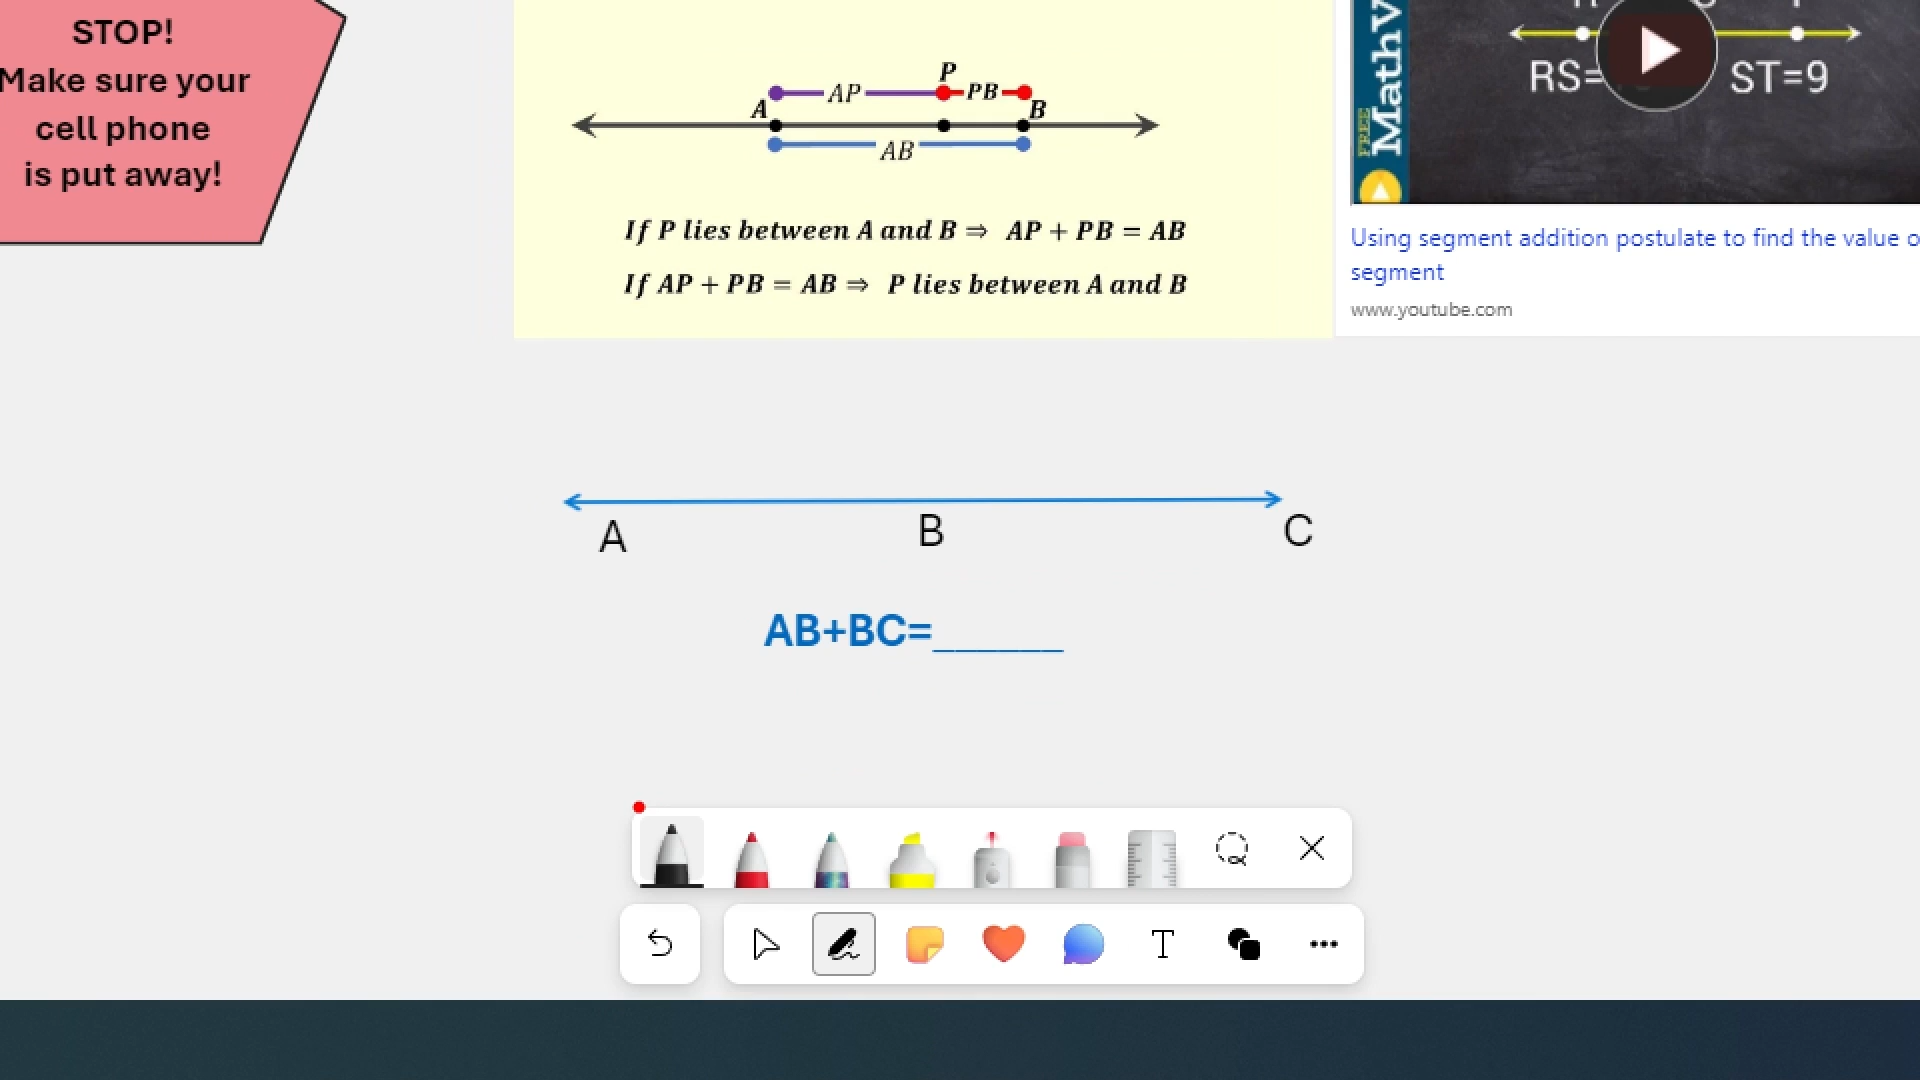 STOP!
Make sure your
cell phone
is put away!
P
AP
PB
A
B
AB
If P lies between A and B ⇒ AP + PB = AB
If AP + PB = AB ⇒ P lies between A and B
FREE
MathV
RS=
ST=9
Using segment addition postulate to find the value o
segment
www.youtube.com
A
B
C
AB+BC=______
T